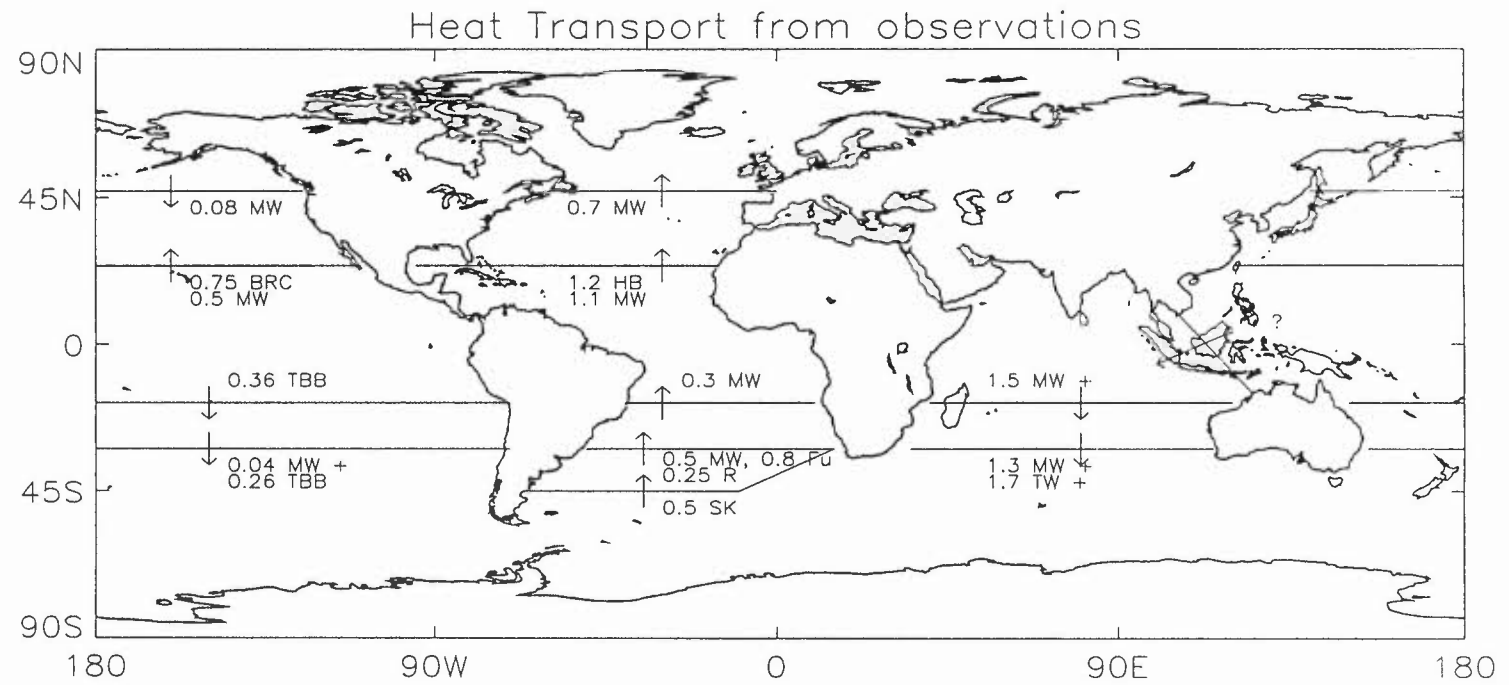 Heat Transport from observations
90N
45N
0.08 MW
0.7 MW
0.75 BRC
0.5 MW
1.2 HB
1.1 MW
?
0
0.36 TBB
0.3 MW
1.5 MW +
0.04 MW +
0.26 TBB
0.5 MW, 0.8 Fu
0.25 R
1.3 MW +
1.7 TW +
45S
0.5 SK
90S
180
90W
0
90E
180